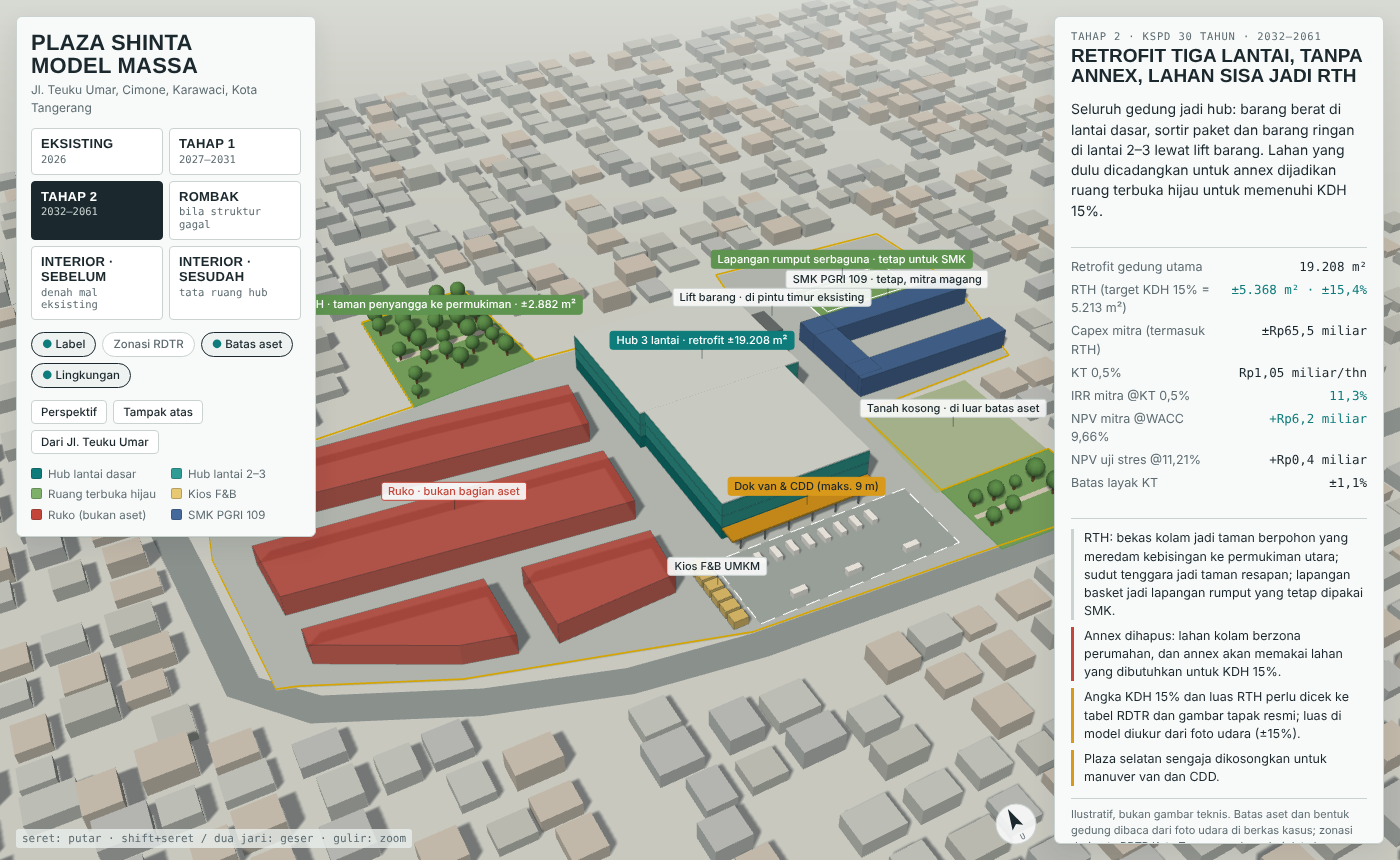 PLAZA SHINTA
MODEL MASSA
Jl. Teuku Umar, Cimone, Karawaci, Kota
Tangerang
EKSISTING
2026
TAHAP 1
2027–2031
TAHAP 2
2032–2061
ROMBAK
bila struktur
gagal
INTERIOR ·
SEBELUM
denah mal
eksisting
INTERIOR ·
SESUDAH
tata ruang hub
Label
Zonasi RDTR
Batas aset
Lingkungan
Perspektif
Tampak atas
Dari Jl. Teuku Umar
Hub lantai dasar
Hub lantai 2–3
Ruang terbuka hijau
Kios F&B
Ruko (bukan aset)
SMK PGRI 109
Lapangan rumput serbaguna · tetap untuk SMK
SMK PGRI 109 · tetap, mitra magang
Lift barang · di pintu timur eksisting
H · taman penyangga ke permukiman · ±2.882 m²
Hub 3 lantai · retrofit ±19.208 m²
Tanah kosong · di luar batas aset
Ruko · bukan bagian aset
Dok van & CDD (maks. 9 m)
Kios F&B UMKM
seret: putar · shift+seret / dua jari: geser · gulir: zoom
U
TAHAP 2 · KSPD 30 TAHUN · 2032–2061
RETROFIT TIGA LANTAI, TANPA
ANNEX, LAHAN SISA JADI RTH
Seluruh gedung jadi hub: barang berat di
lantai dasar, sortir paket dan barang ringan
di lantai 2–3 lewat lift barang. Lahan yang
dulu dicadangkan untuk annex dijadikan
ruang terbuka hijau untuk memenuhi KDH
15%.
Retrofit gedung utama 19.208 m²
RTH (target KDH 15% = ±5.368 m² · ±15,4%
5.213 m²)
Capex mitra (termasuk ±Rp65,5 miliar
RTH)
KT 0,5% Rp1,05 miliar/thn
IRR mitra @KT 0,5% 11,3%
NPV mitra @WACC +Rp6,2 miliar
9,66%
NPV uji stres @11,21% +Rp0,4 miliar
Batas layak KT ±1,1%
RTH: bekas kolam jadi taman berpohon yang
meredam kebisingan ke permukiman utara;
sudut tenggara jadi taman resapan; lapangan
basket jadi lapangan rumput yang tetap dipakai
SMK.
Annex dihapus: lahan kolam berzona
perumahan, dan annex akan memakai lahan
yang dibutuhkan untuk KDH 15%.
Angka KDH 15% dan luas RTH perlu dicek ke
tabel RDTR dan gambar tapak resmi; luas di
model diukur dari foto udara (±15%).
Plaza selatan sengaja dikosongkan untuk
manuver van dan CDD.
Ilustratif, bukan gambar teknis. Batas aset dan bentuk
gedung dibaca dari foto udara di berkas kasus; zonasi